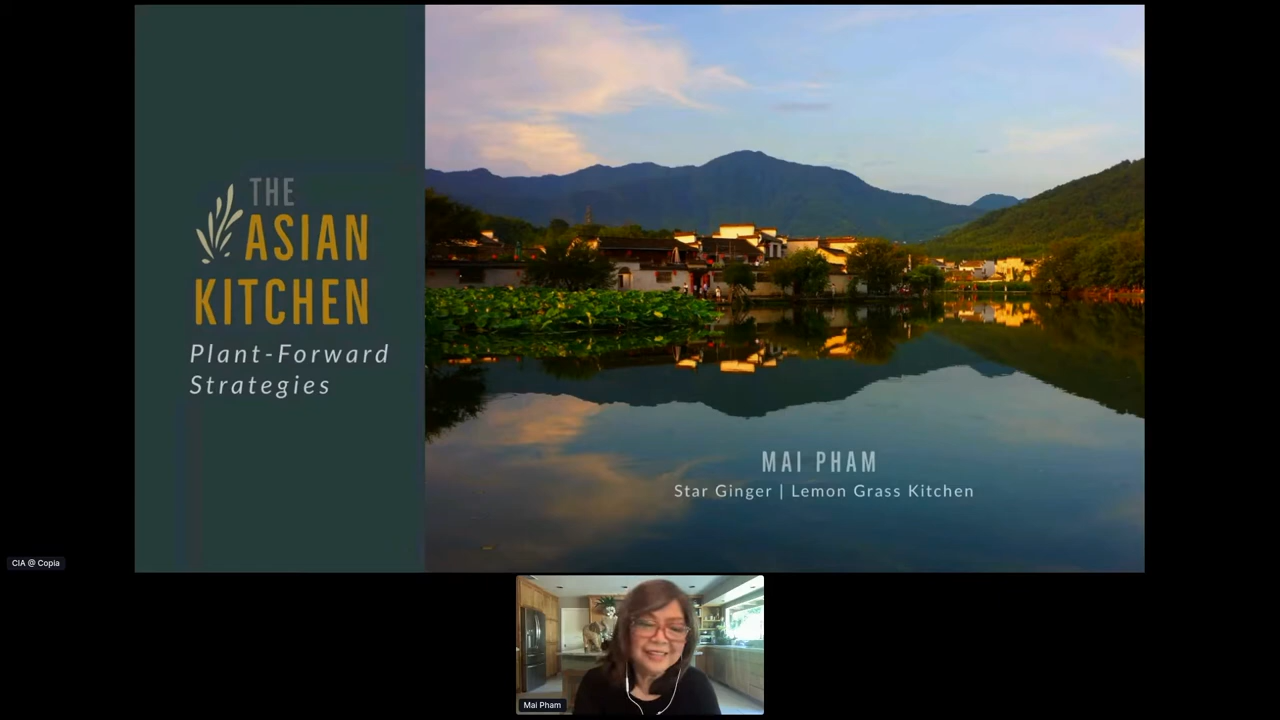 THE
ASIAN
KITCHEN
Plant-Forward
Strategies
MAI PHAM
Star Ginger | Lemon Grass Kitchen
CIA @ Copia
Mai Pham